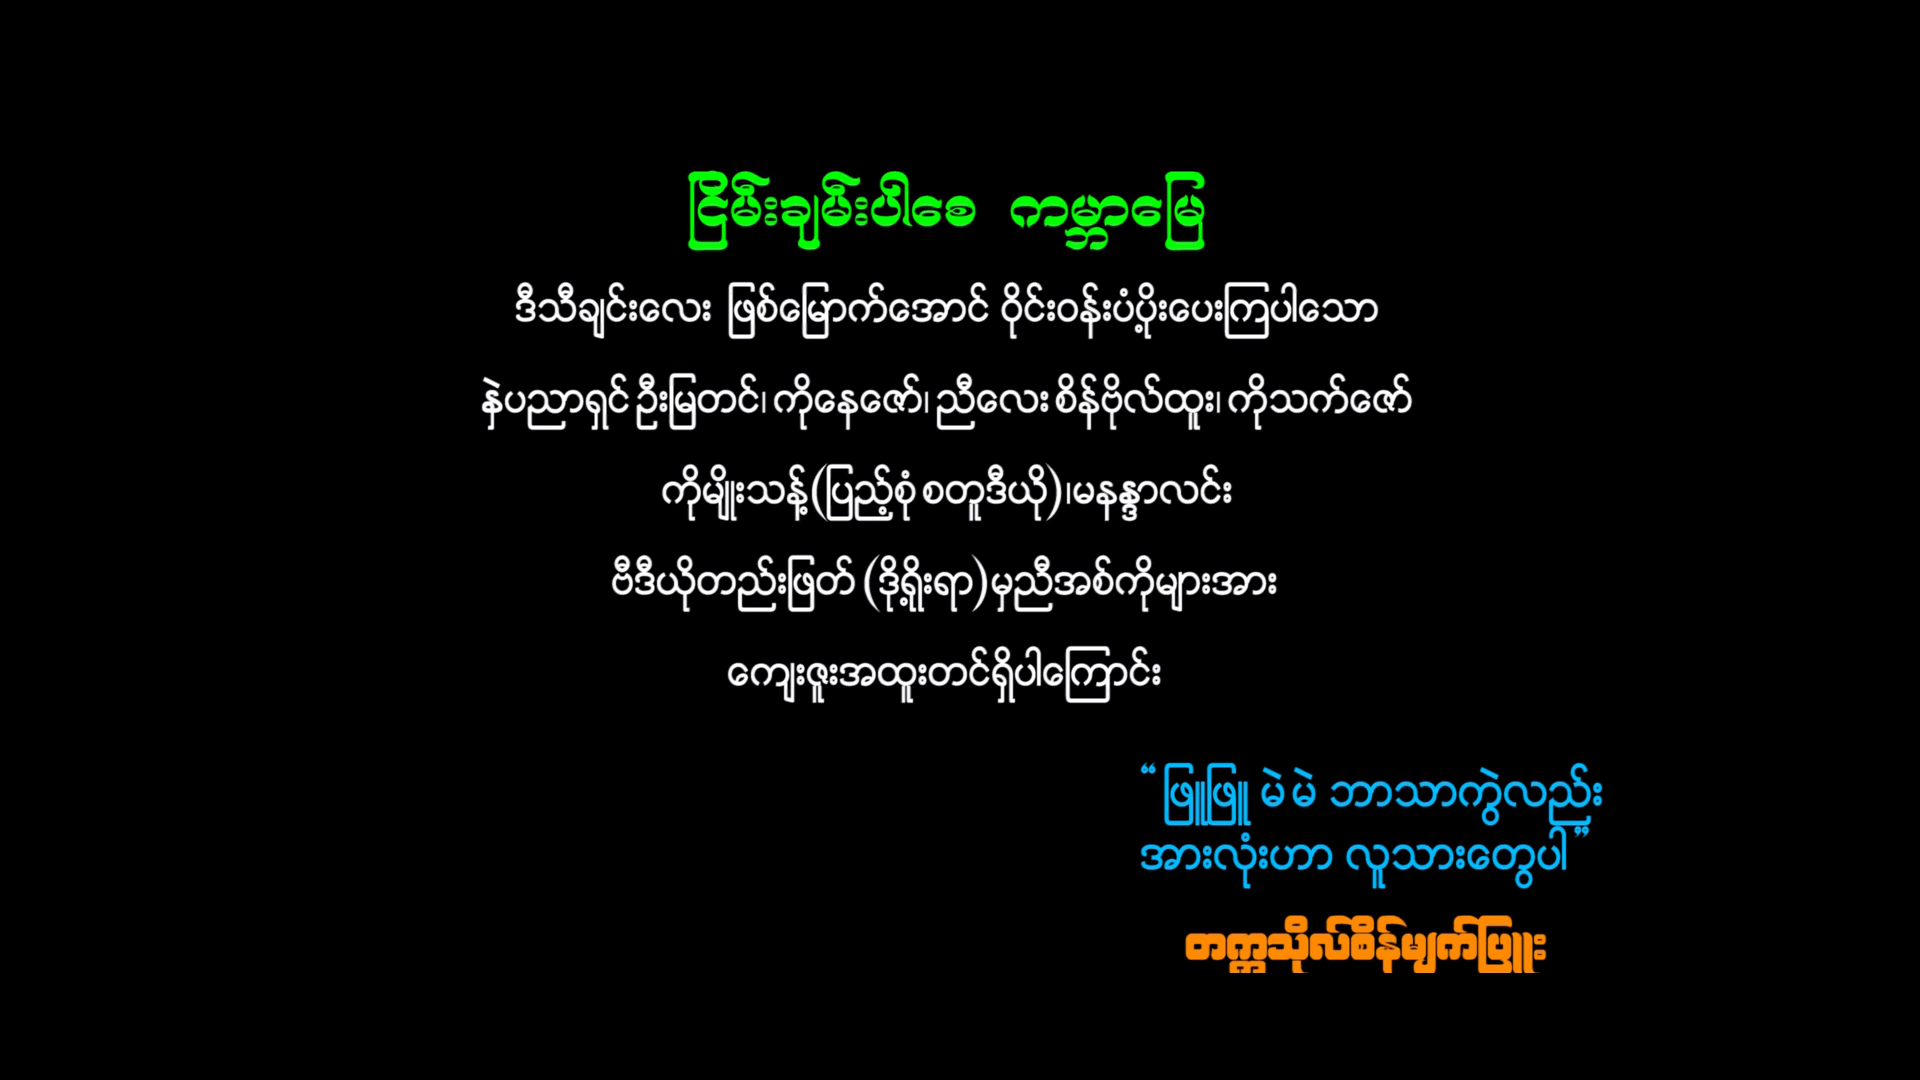 ငြိမ်းချမ်းပါစေ ကမ္ဘာမြေ
ဒီသီချင်းလေး ဖြစ်မြောက်အောင် ဝိုင်းဝန်းပံ့ပိုးပေးကြပါသော
နှဲပညာရှင် ဦးမြတင်၊ ကိုနေဇော်၊ ညီလေး စိန်ဗိုလ်ထူး၊ ကိုသက်ဇော်
ကိုမျိုးသန့်(ပြည့်စုံ စတူဒီယို)၊မနန္ဒာလင်း
ဗီဒီယိုတည်းဖြတ် (ဒို့ရိုးရာ)မှညီအစ်ကိုများအား
ကျေးဇူးအထူးတင်ရှိပါကြောင်း
“ ဖြူဖြူ မဲမဲ ဘာသာကွဲလည်း
အားလုံးဟာ လူသားတွေပါ ”
တက္ကသိုလ်စိန်မျက်ဖြူး